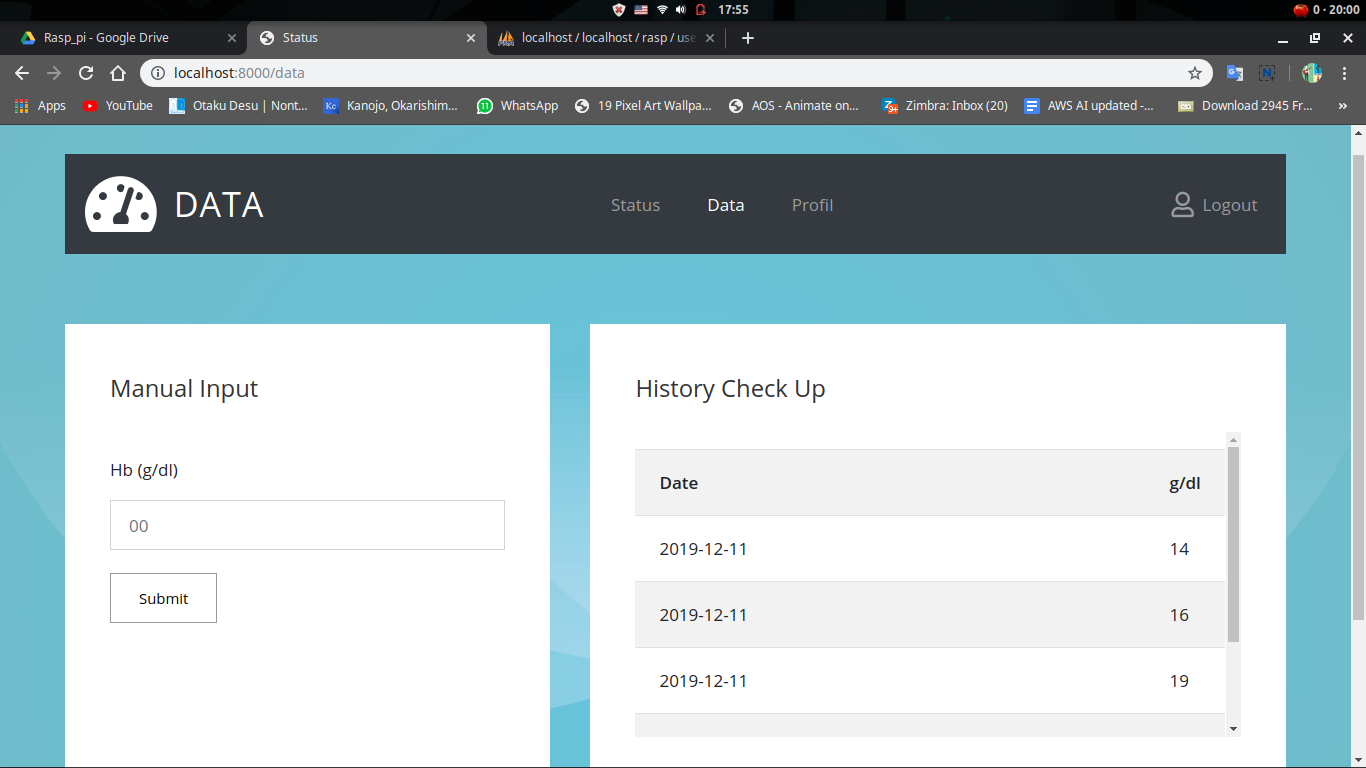 17:55
0 · 20:00
Rasp_pi - Google Drive
Status
localhost / localhost / rasp / use
localhost:8000/data
Apps
YouTube
Otaku Desu | Nont...
Kanojo, Okarishim...
WhatsApp
19 Pixel Art Wallpa...
AOS - Animate on...
Zimbra: Inbox (20)
AWS AI updated -...
Download 2945 Fr...
»
DATA
Status
Data
Profil
Logout
Manual Input
Hb (g/dl)
00
Submit
History Check Up
Date g/dl
2019-12-11 14
2019-12-11 16
2019-12-11 19